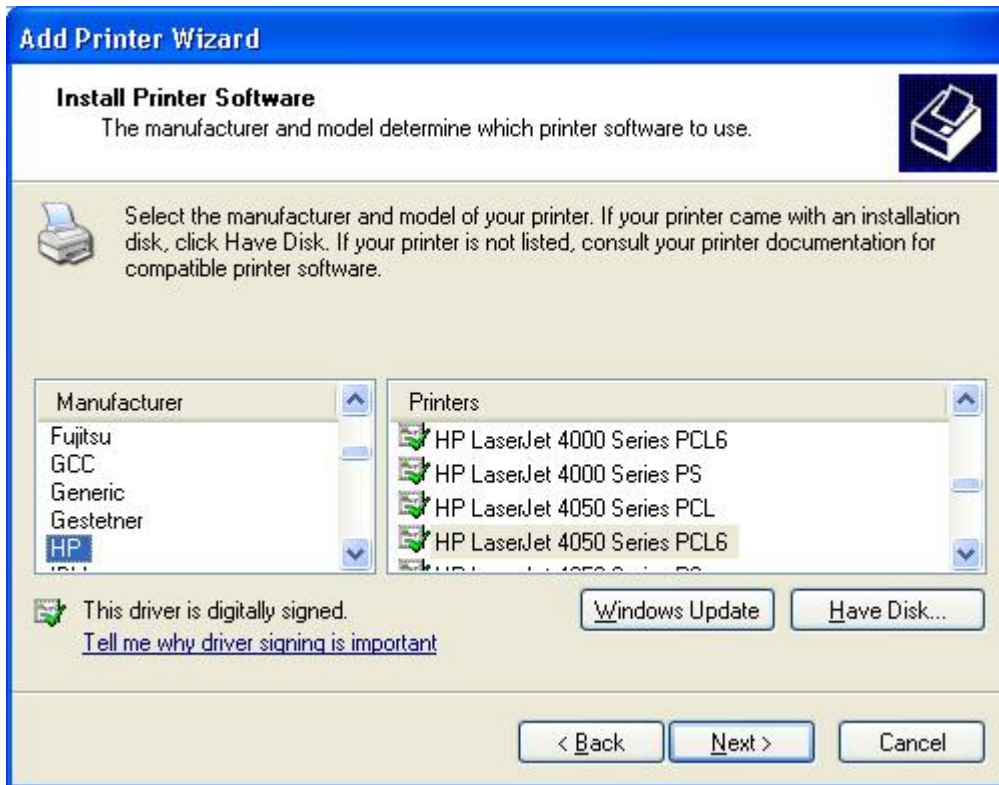 Add Printer Wizard
Install Printer Software
The manufacturer and model determine which printer software to use.
Select the manufacturer and model of your printer. If your printer came with an installation
disk, click Have Disk. If your printer is not listed, consult your printer documentation for
compatible printer software.
Manufacturer
Fujitsu
GCC
Generic
Gestetner
HP
Printers
HP LaserJet 4000 Series PCL6
HP LaserJet 4000 Series PS
HP LaserJet 4050 Series PCL
HP LaserJet 4050 Series PCL6
This driver is digitally signed.
Tell me why driver signing is important
Windows Update
Have Disk...
< Back
Next >
Cancel